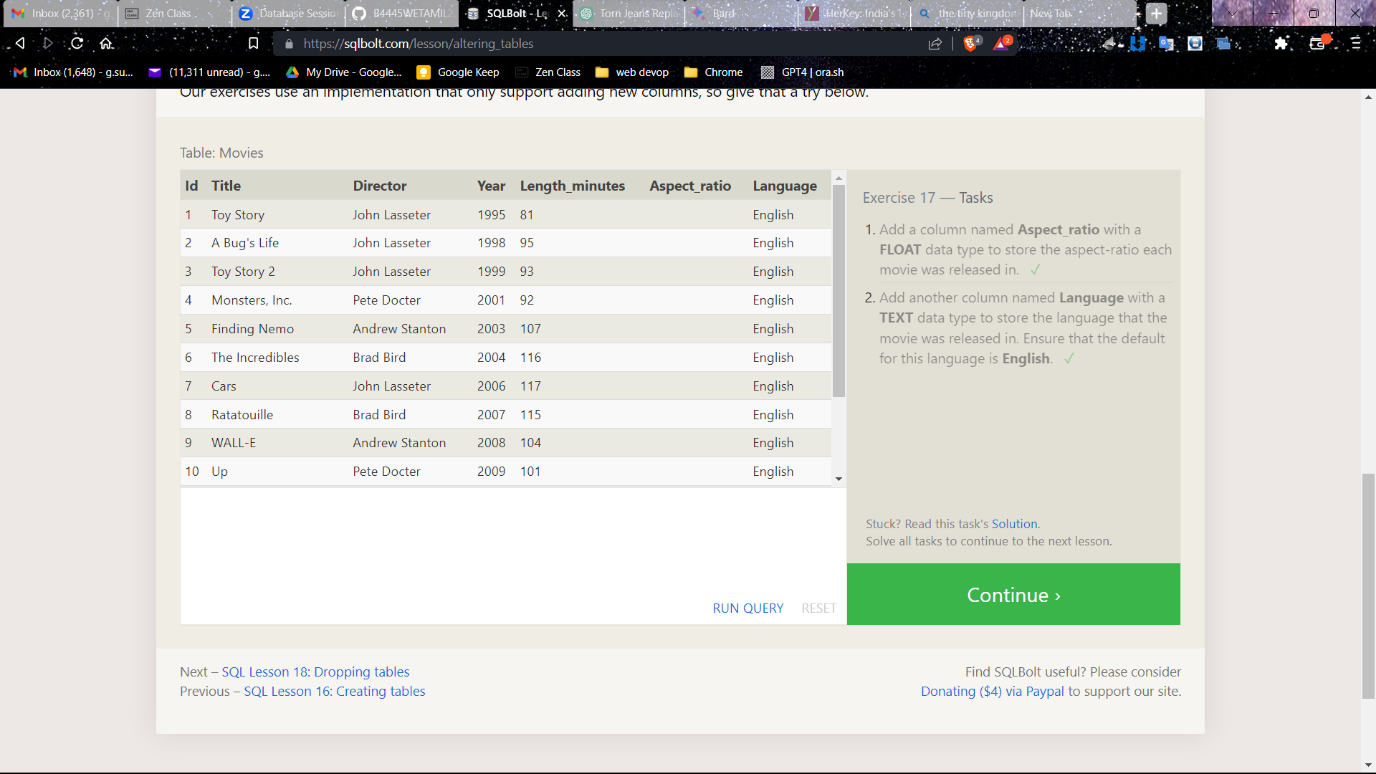 Inbox (2,361) - g
Zen Class
Database Sessio
B4445WETAMIL
SQLBolt - Le
Torn Jeans Repl
Bard
HerKey: India's 1
the tiny kingdom
New Tab
https://sqlbolt.com/lesson/altering_tables
4
2
Inbox (1,648) - g.su...
(11,311 unread) - g....
My Drive - Google...
Google Keep
Zen Class
web devop
Chrome
GPT4 | ora.sh
Our exercises use an implementation that only support adding new columns, so give that a try below.
Table: Movies
Id Title Director Year Length_minutes Aspect_ratio Language
1 Toy Story John Lasseter 1995 81 English
2 A Bug's Life John Lasseter 1998 95 English
3 Toy Story 2 John Lasseter 1999 93 English
4 Monsters, Inc. Pete Docter 2001 92 English
5 Finding Nemo Andrew Stanton 2003 107 English
6 The Incredibles Brad Bird 2004 116 English
7 Cars John Lasseter 2006 117 English
8 Ratatouille Brad Bird 2007 115 English
9 WALL-E Andrew Stanton 2008 104 English
10 Up Pete Docter 2009 101 English
RUN QUERY RESET
Exercise 17 — Tasks
1. Add a column named Aspect_ratio with a
FLOAT data type to store the aspect-ratio each
movie was released in. ✓
2. Add another column named Language with a
TEXT data type to store the language that the
movie was released in. Ensure that the default
for this language is English. ✓
Stuck? Read this task's Solution.
Solve all tasks to continue to the next lesson.
Continue ›
Next – SQL Lesson 18: Dropping tables
Previous – SQL Lesson 16: Creating tables
Find SQLBolt useful? Please consider
Donating ($4) via Paypal to support our site.